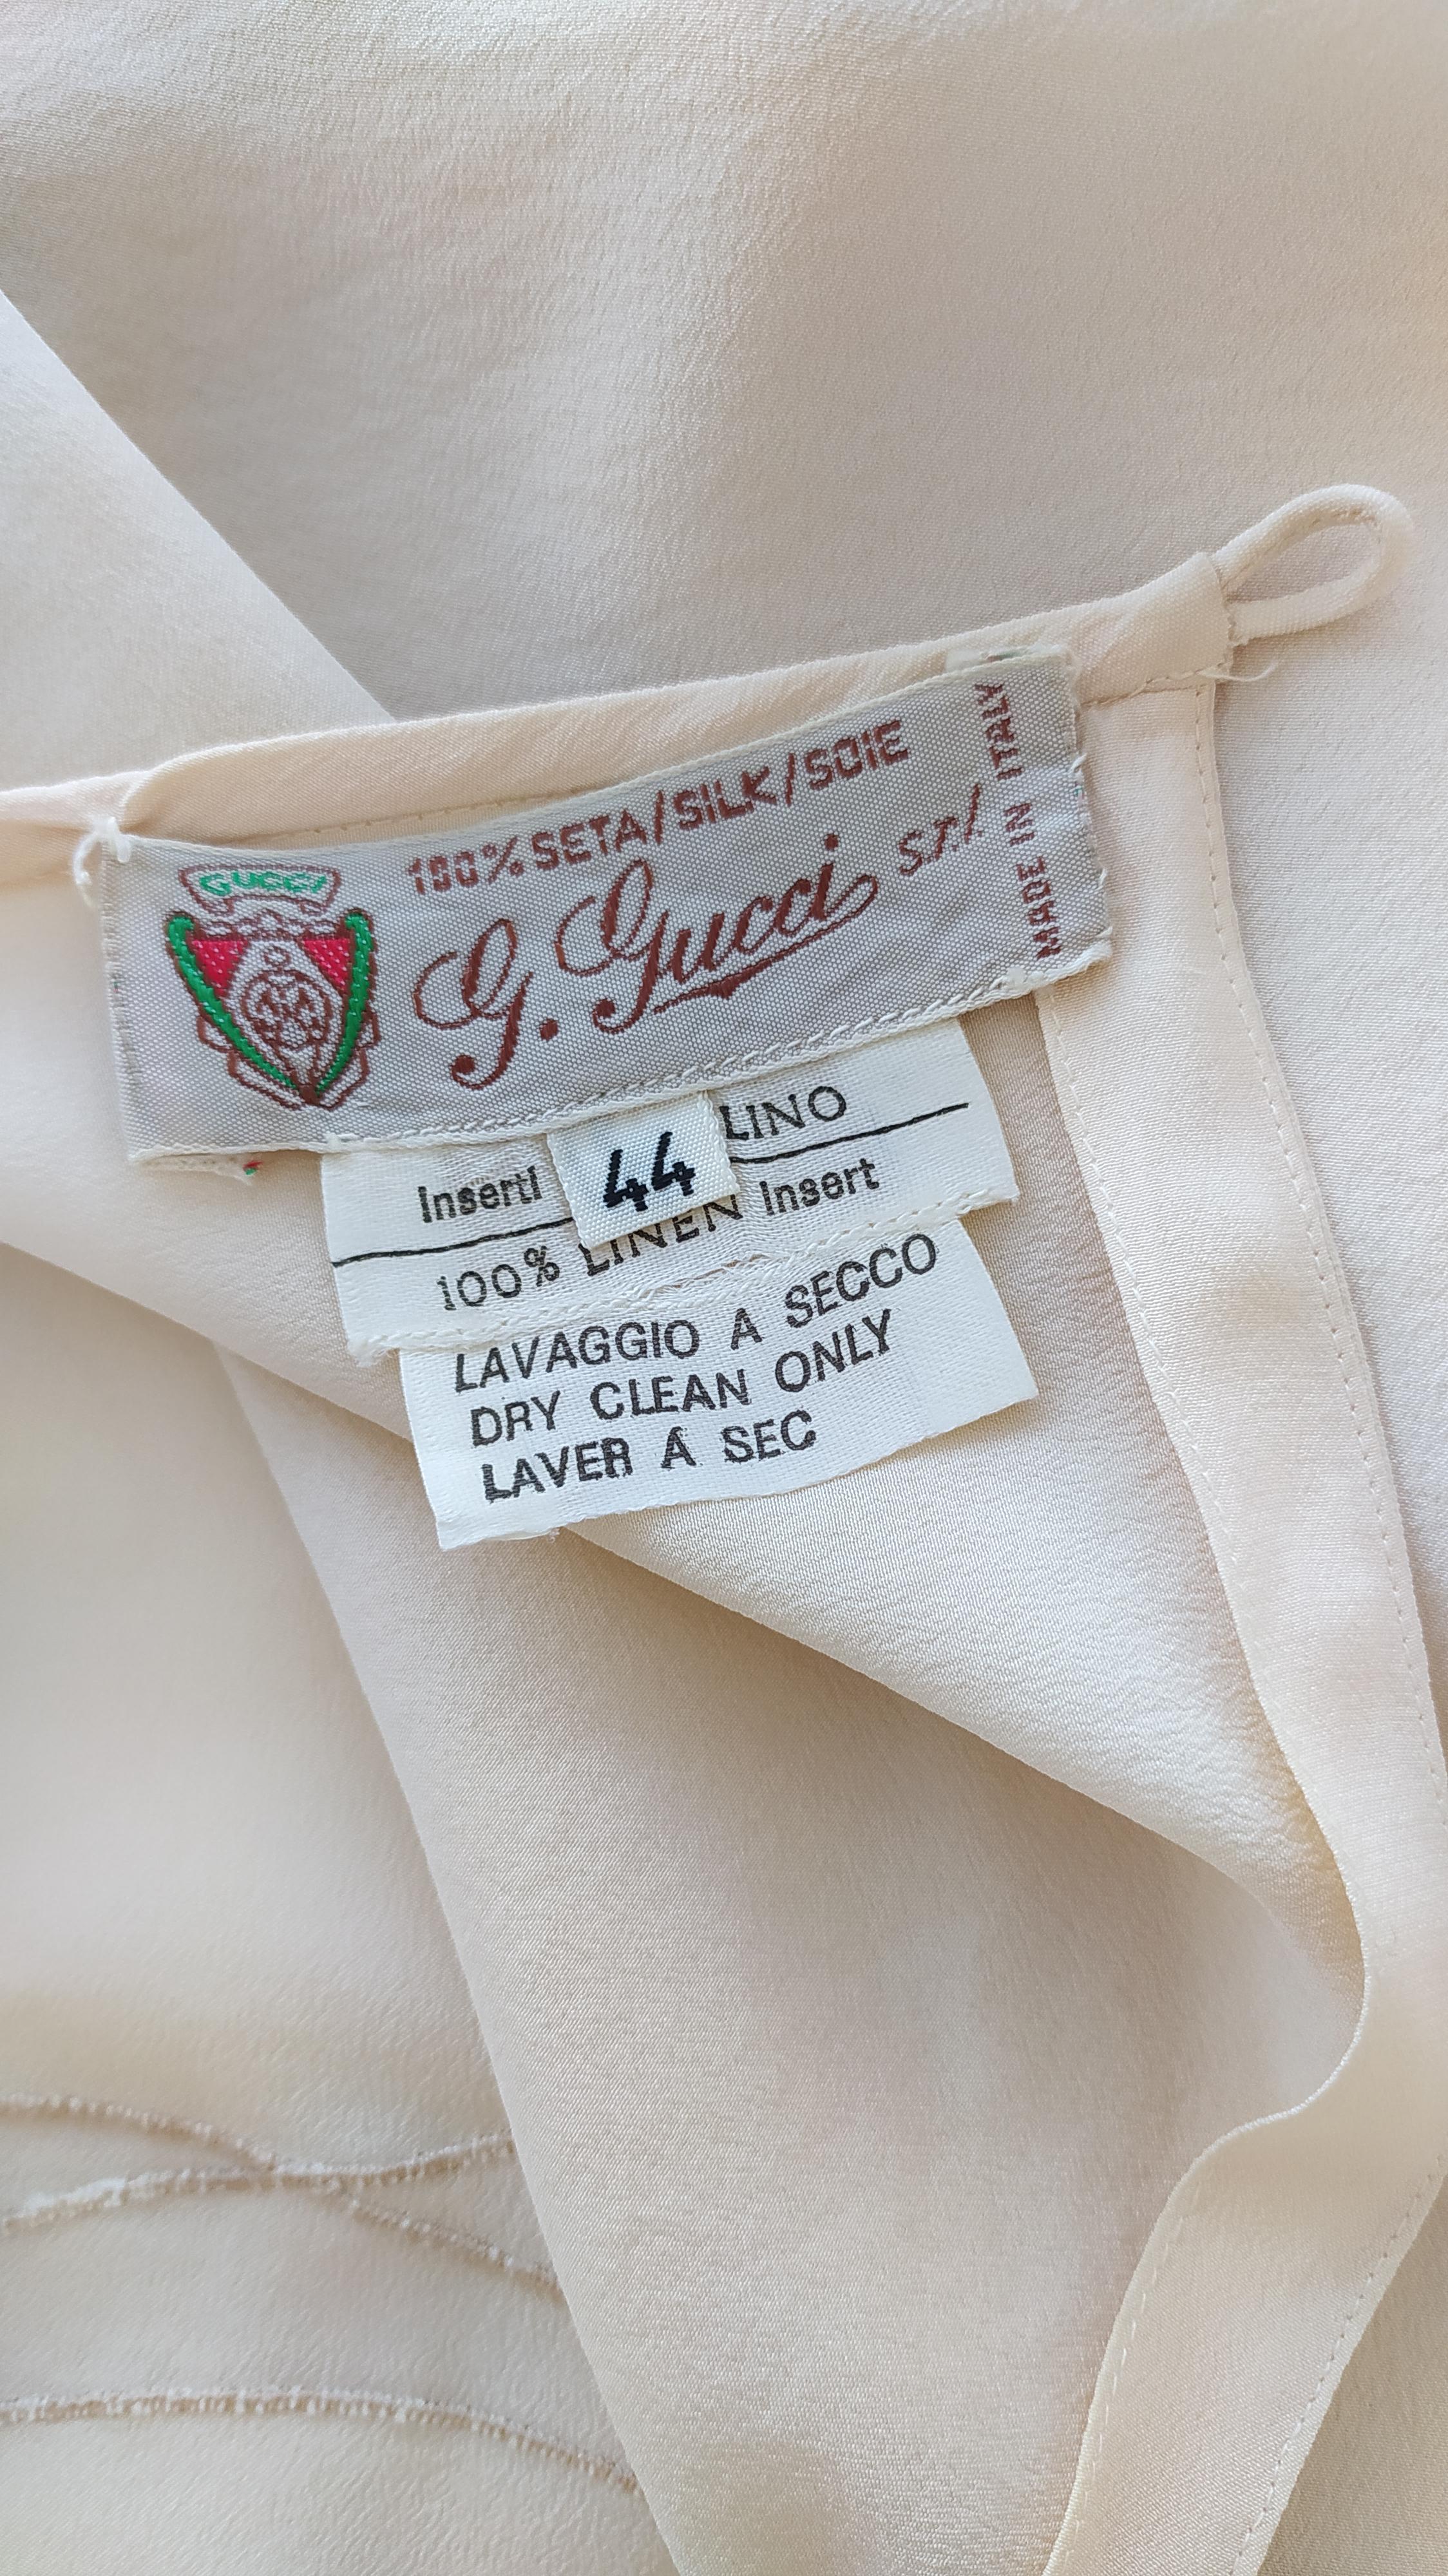 100% SETA/SILK/SOIE
GUCCI
G. Gucci S.r.l.
MADE IN ITALY
LINO
Inserti
44
100% LINEN Insert
LAVAGGIO A SECCO
DRY CLEAN ONLY
LAVER A SEC